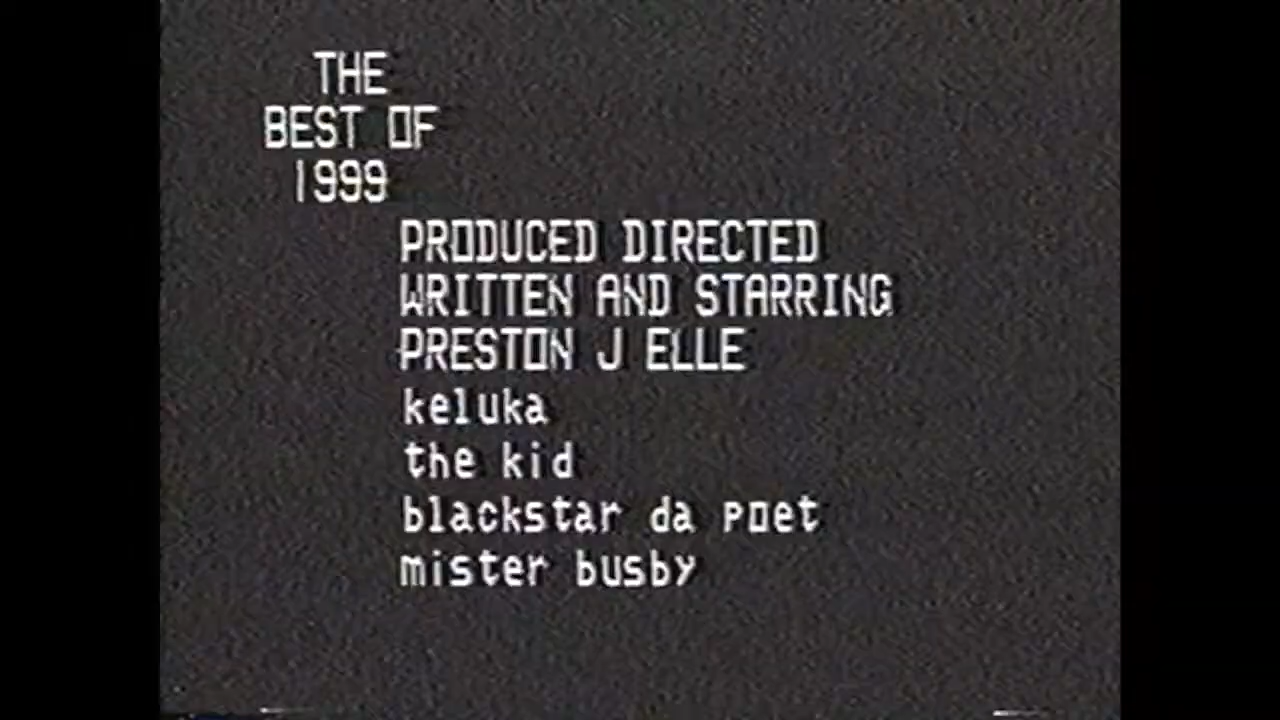 THE
BEST OF
1999
PRODUCED DIRECTED
WRITTEN AND STARRING
PRESTON J ELLE
keluka
the kid
blackstar da poet
mister busby